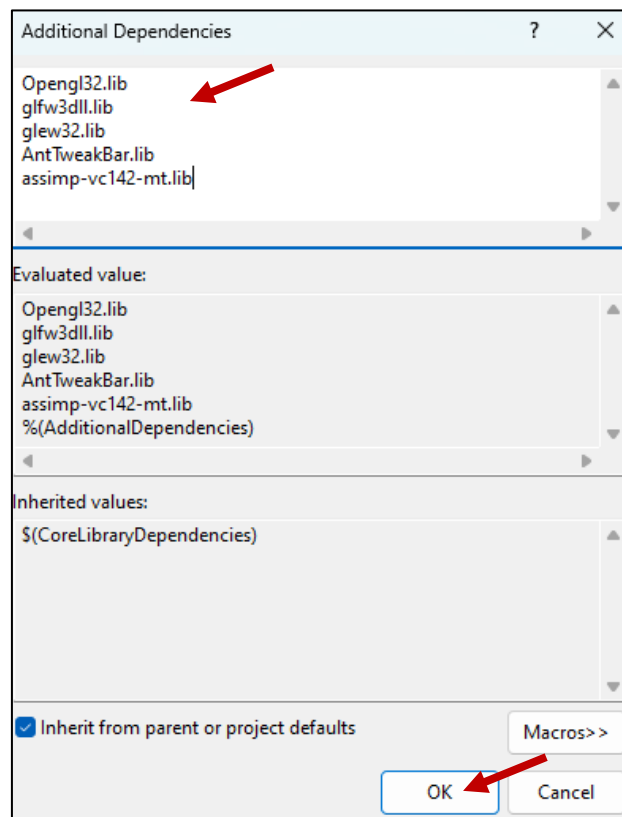 Additional Dependencies ?
Opengl32.lib
glfw3dll.lib
glew32.lib
AntTweakBar.lib
assimp-vc142-mt.lib
Evaluated value:
Opengl32.lib
glfw3dll.lib
glew32.lib
AntTweakBar.lib
assimp-vc142-mt.lib
%(AdditionalDependencies)
Inherited values:
$(CoreLibraryDependencies)
Inherit from parent or project defaults
Macros>>
OK Cancel